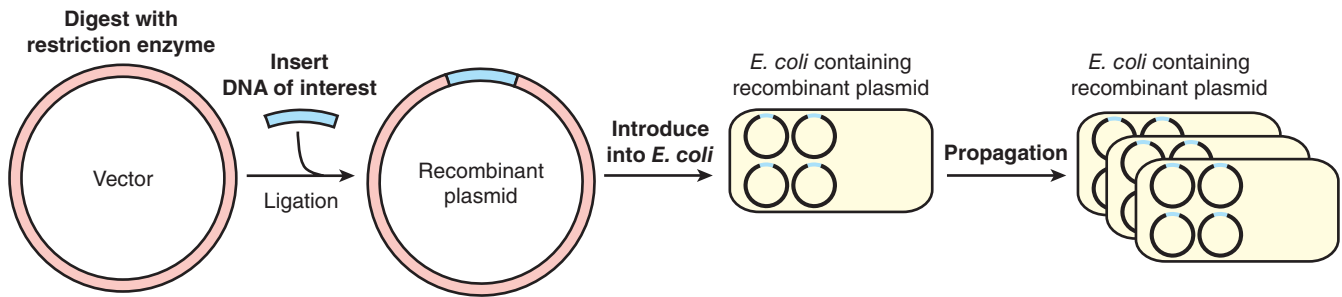 Digest with
restriction enzyme
Vector
Insert
DNA of interest
Ligation
Recombinant
plasmid
Introduce
into E. coli
E. coli containing
recombinant plasmid
Propagation
E. coli containing
recombinant plasmid